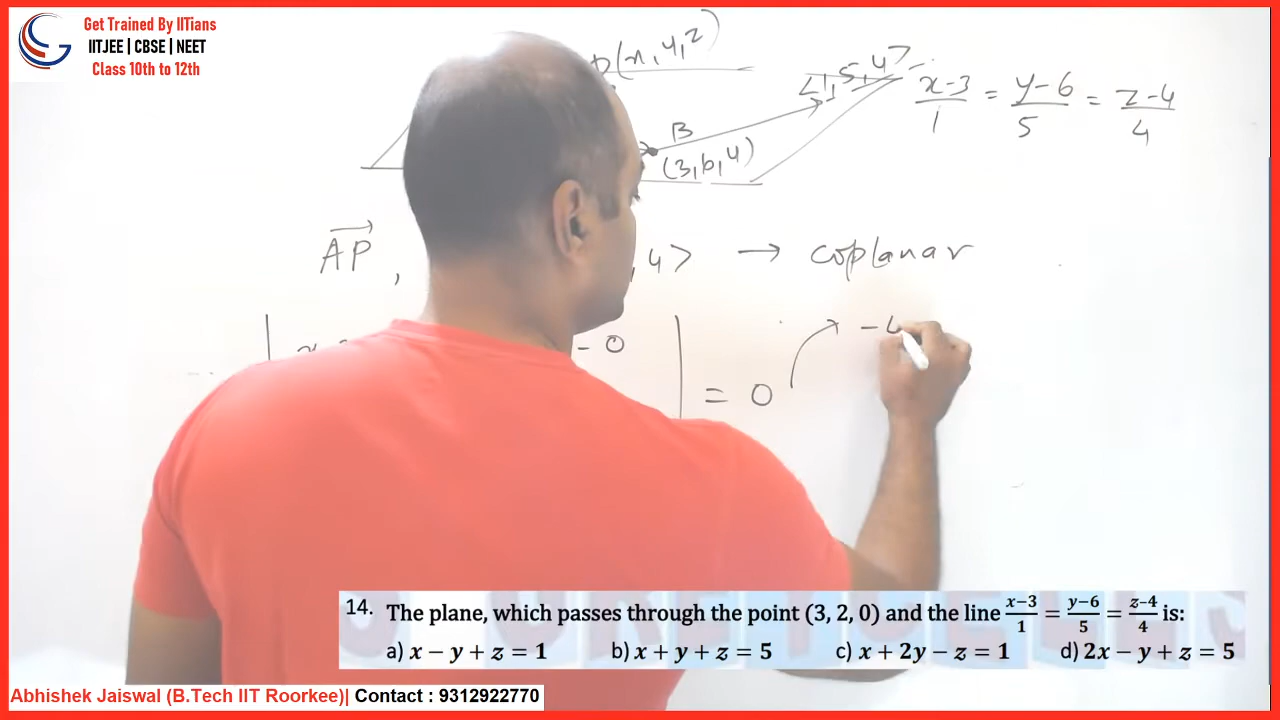 Get Trained By IITians
IITJEE | CBSE | NEET
Class 10th to 12th
(x, y, z)
<1, 5, 4>
x-3/1 = y-6/5 = z-4/4
B
(3, 6, 4)
AP, , 4> → coplanar
- 0
= 0
14. The plane, which passes through the point (3, 2, 0) and the line x−3/1 = y−6/5 = z−4/4 is:
a) x − y + z = 1 b) x + y + z = 5 c) x + 2y − z = 1 d) 2x − y + z = 5
Abhishek Jaiswal (B.Tech IIT Roorkee)| Contact : 9312922770